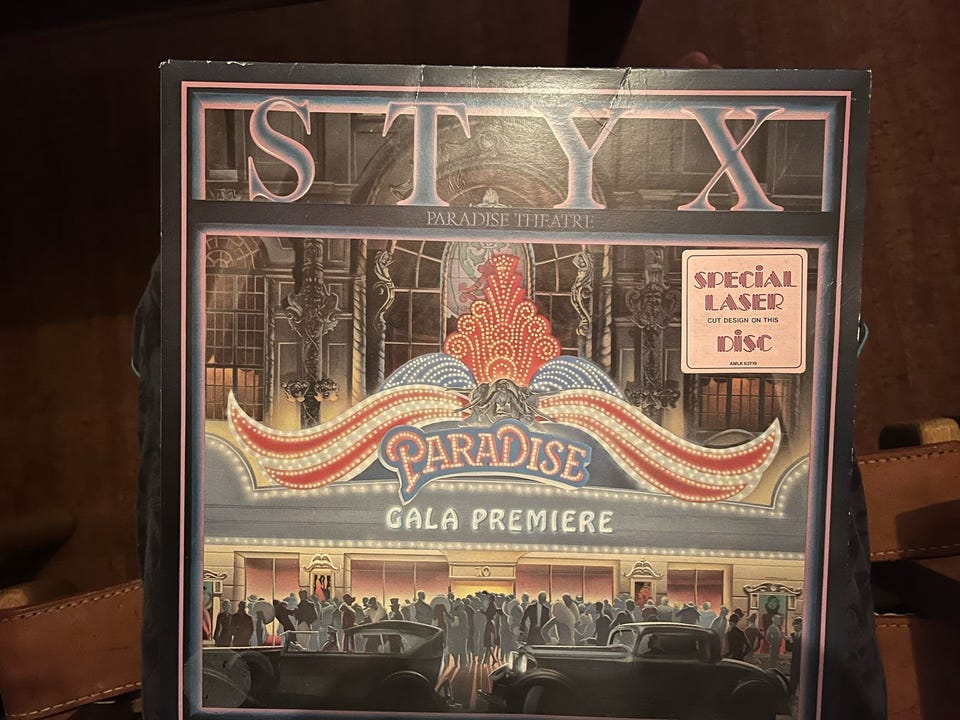 STYX
PARADISE THEATRE
SPECIAL
LASER
CUT DESIGN ON THIS
DISC
AMLK 63719
PARADISE
GALA PREMIERE